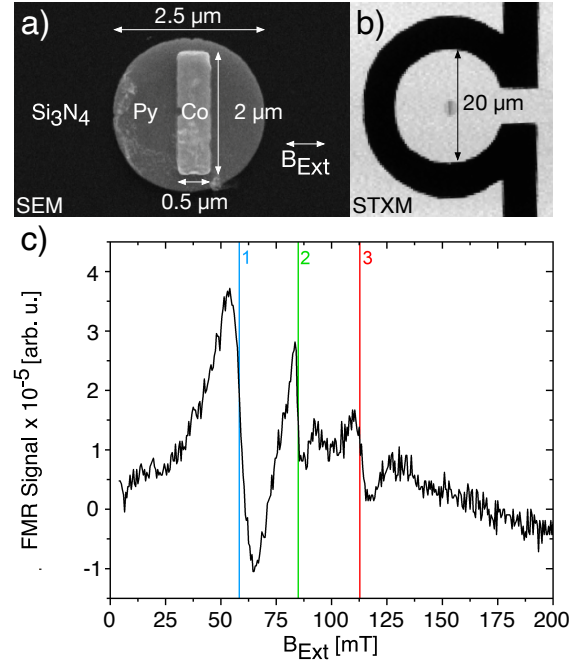 a)
2.5 µm
Si3N4
Py
Co
2 µm
BExt
0.5 µm
SEM
b)
20 µm
STXM
c)
1
2
3
4
3
2
1
0
-1
FMR Signal x 10-5 [arb. u.]
0 25 50 75 100 125 150 175 200
BExt [mT]